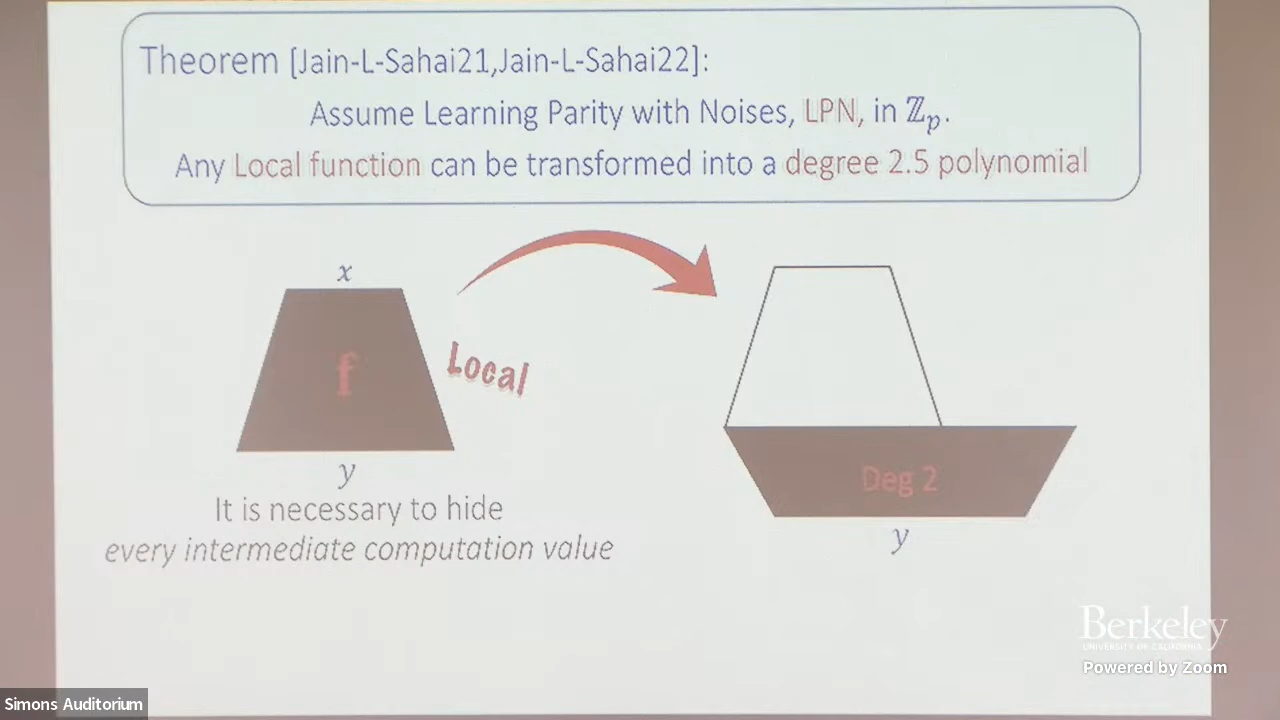 Theorem [Jain-L-Sahai21,Jain-L-Sahai22]:
Assume Learning Parity with Noises, LPN, in ℤₚ.
Any Local function can be transformed into a degree 2.5 polynomial
x
f
Local
y
It is necessary to hide
every intermediate computation value
Deg 2
y
Berkeley
UNIVERSITY OF CALIFORNIA
Powered by Zoom
Simons Auditorium